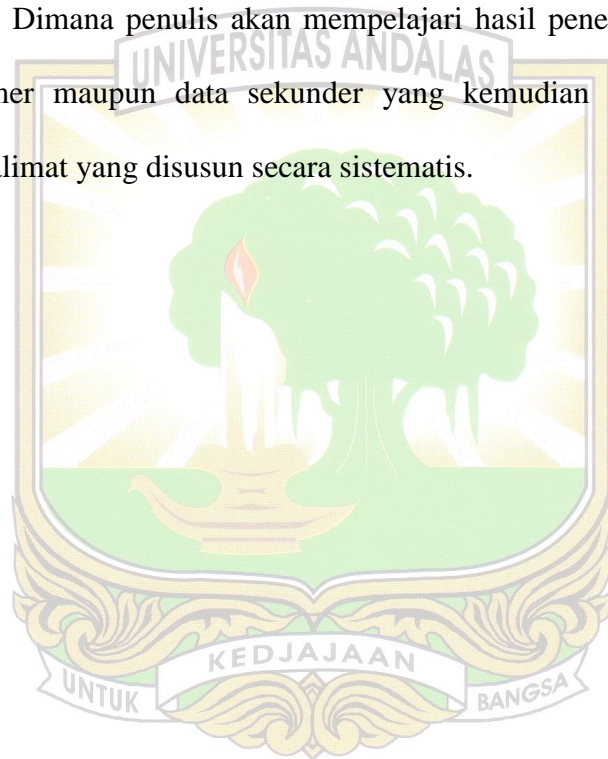 Dimana penulis akan mempelajari hasil pene
UNIVERSITAS ANDALAS
ner maupun data sekunder yang kemudian
alimat yang disusun secara sistematis.
UNTUK KEDJAJAAN BANGSA